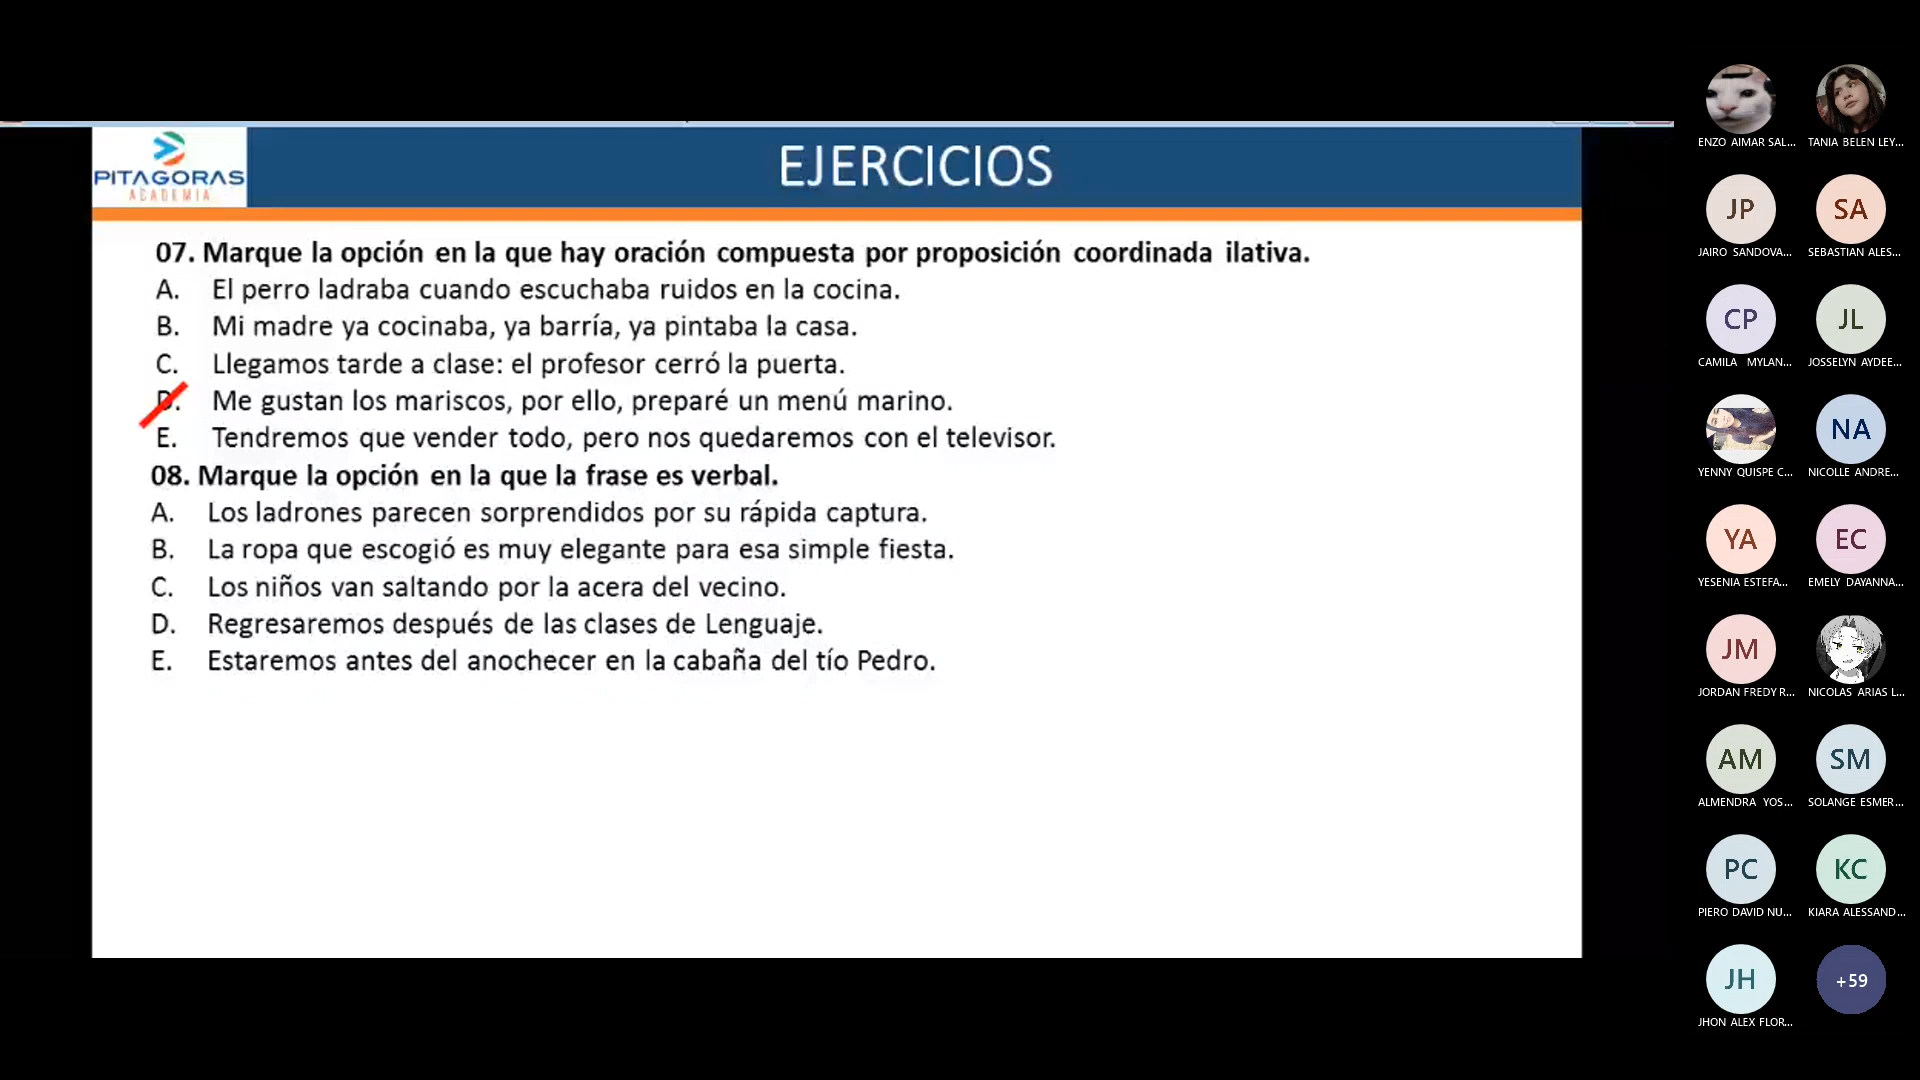 PITAGORAS
ACADEMIA
EJERCICIOS
07. Marque la opción en la que hay oración compuesta por proposición coordinada ilativa.
A. El perro ladraba cuando escuchaba ruidos en la cocina.
B. Mi madre ya cocinaba, ya barría, ya pintaba la casa.
C. Llegamos tarde a clase: el profesor cerró la puerta.
D. Me gustan los mariscos, por ello, preparé un menú marino.
E. Tendremos que vender todo, pero nos quedaremos con el televisor.
08. Marque la opción en la que la frase es verbal.
A. Los ladrones parecen sorprendidos por su rápida captura.
B. La ropa que escogió es muy elegante para esa simple fiesta.
C. Los niños van saltando por la acera del vecino.
D. Regresaremos después de las clases de Lenguaje.
E. Estaremos antes del anochecer en la cabaña del tío Pedro.
ENZO AIMAR SAL... TANIA BELEN LEY...
JP SA
JAIRO SANDOVA... SEBASTIAN ALES...
CP JL
CAMILA MYLAN... JOSSELYN AYDEE...
NA
YENNY QUISPE C... NICOLLE ANDRE...
YA EC
YESENIA ESTEFA... EMELY DAYANNA...
JM
JORDAN FREDY R... NICOLAS ARIAS L...
AM SM
ALMENDRA YOS... SOLANGE ESMER...
PC KC
PIERO DAVID NU... KIARA ALESSAND...
JH +59
JHON ALEX FLOR...